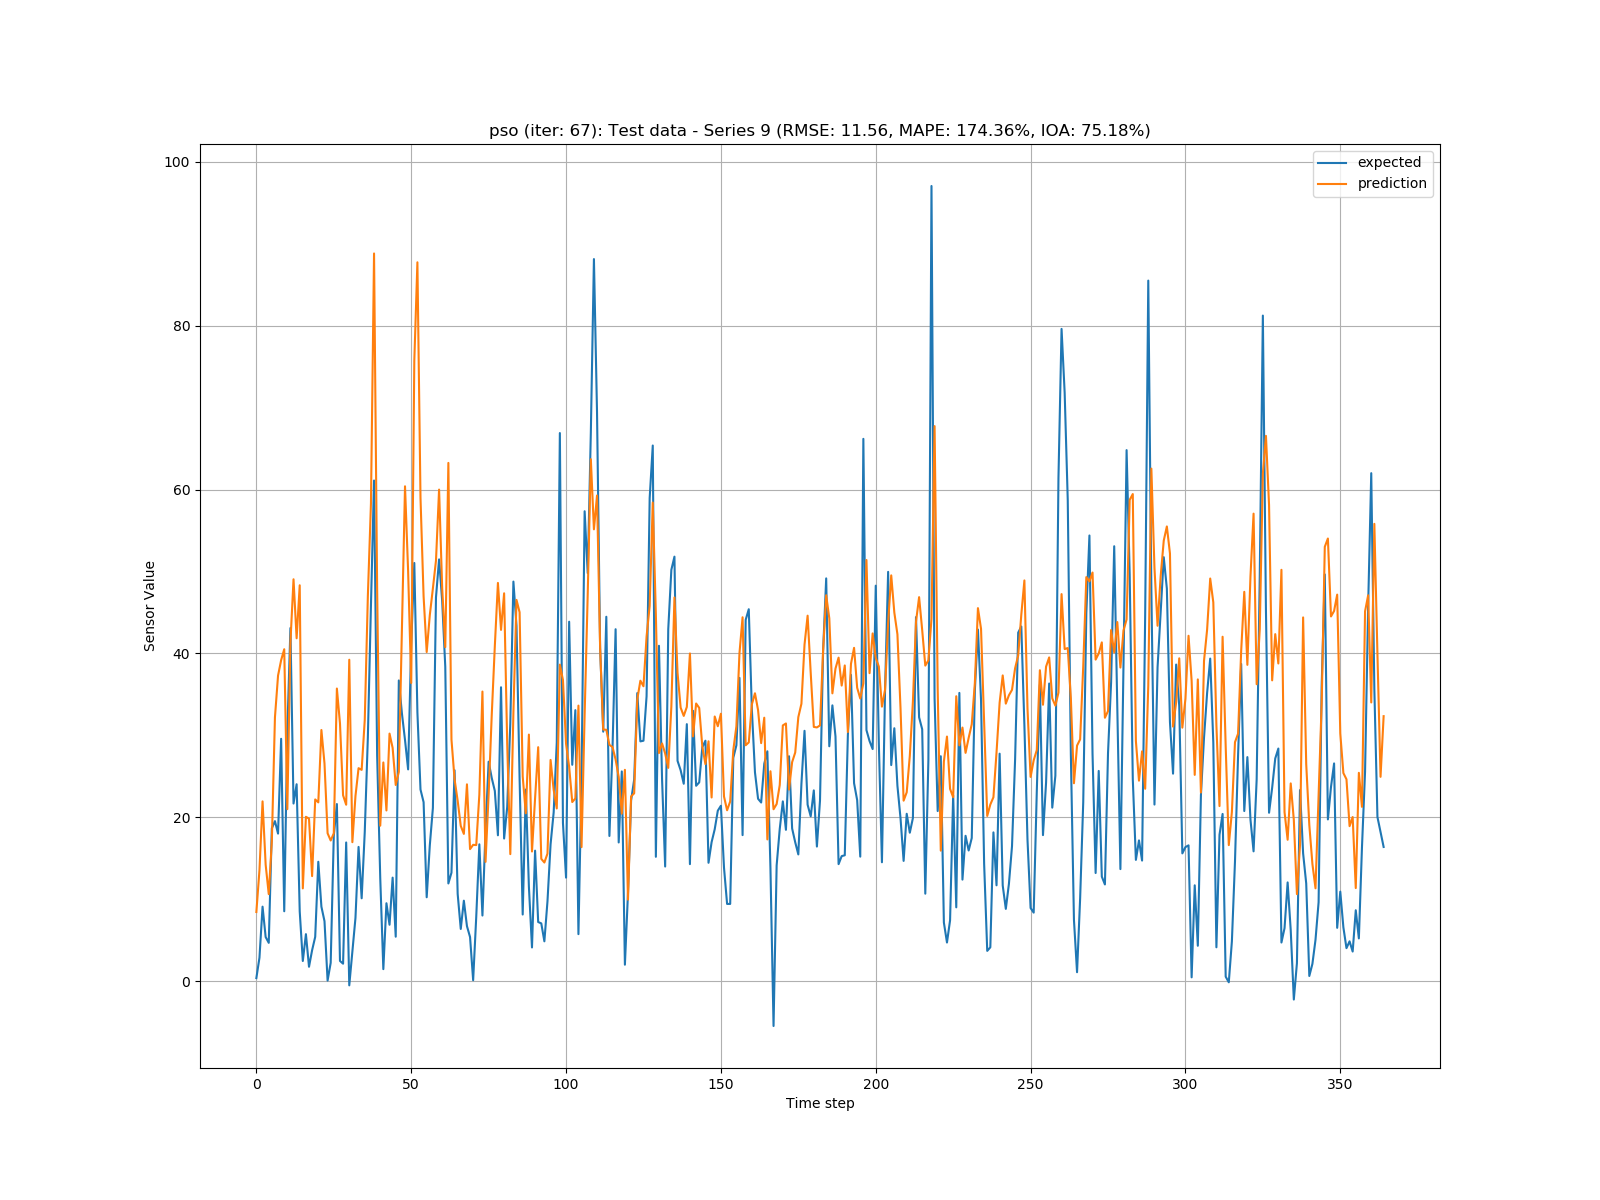 pso (iter: 67): Test data - Series 9 (RMSE: 11.56, MAPE: 174.36%, IOA: 75.18%)
expected
prediction
100
80
60
40
20
0
Sensor Value
0 50 100 150 200 250 300 350
Time step